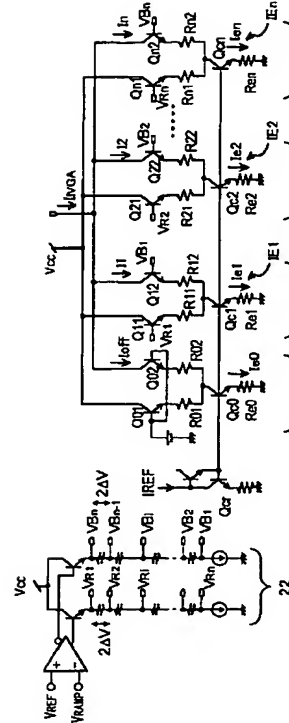 VREF
VRAMP
Vcc
VR1
VR2
VRi
VRn
2ΔV
VBn
VBn-1
VBi
VB2
VB1
2ΔV
22
IREF
Qcr
Vcc
IIVGA
Q01
Q02
Ioff
R01
R02
Qc0
Ie0
Re0
Q11
VR1
Q12
I1
VB1
R11
R12
Qc1
Ie1
Re1
IE1
Q21
VR2
Q22
I2
VB2
R21
R22
Qc2
Ie2
Re2
IE2
Qn1
VRn
Qn2
In
VBn
Rn1
Rn2
Qcn
Ien
Ren
IEn